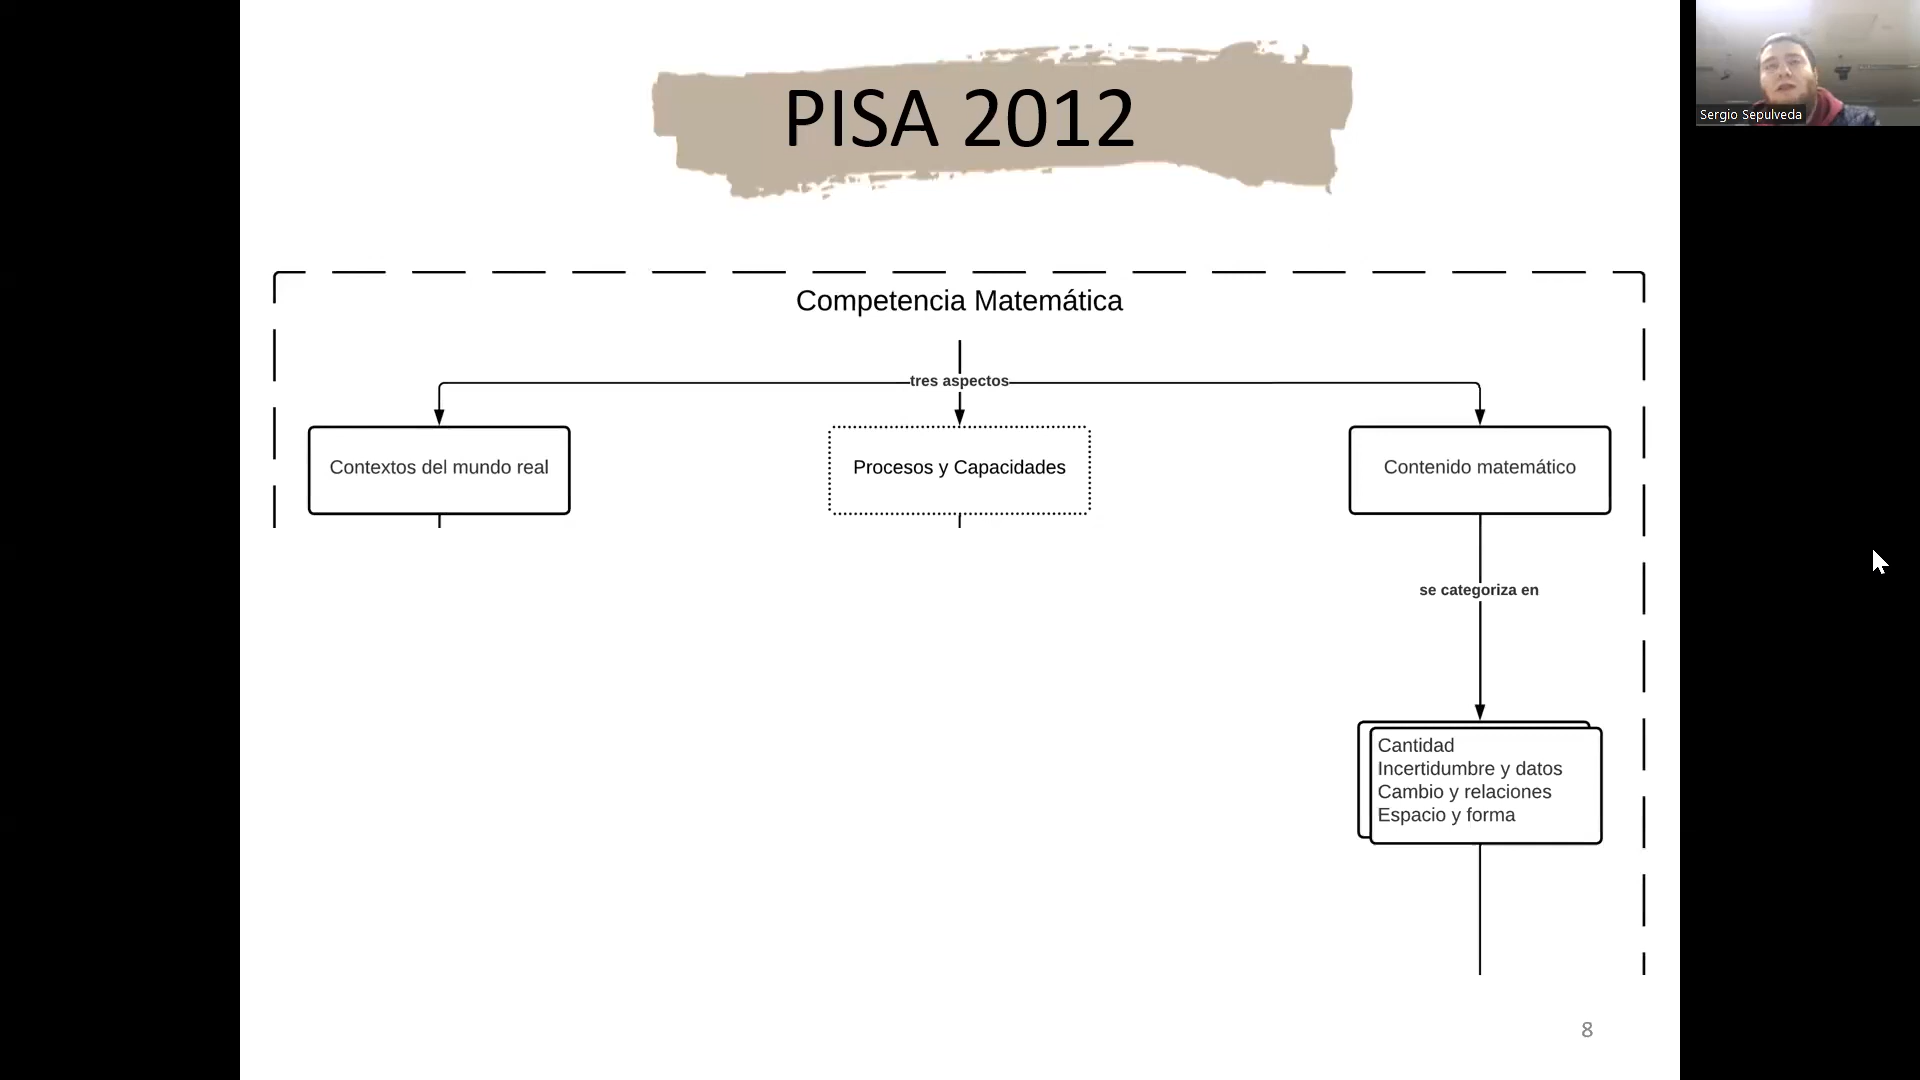 PISA 2012
Sergio Sepulveda
Competencia Matemática
tres aspectos
Contextos del mundo real
Procesos y Capacidades
Contenido matemático
se categoriza en
Cantidad
Incertidumbre y datos
Cambio y relaciones
Espacio y forma
8